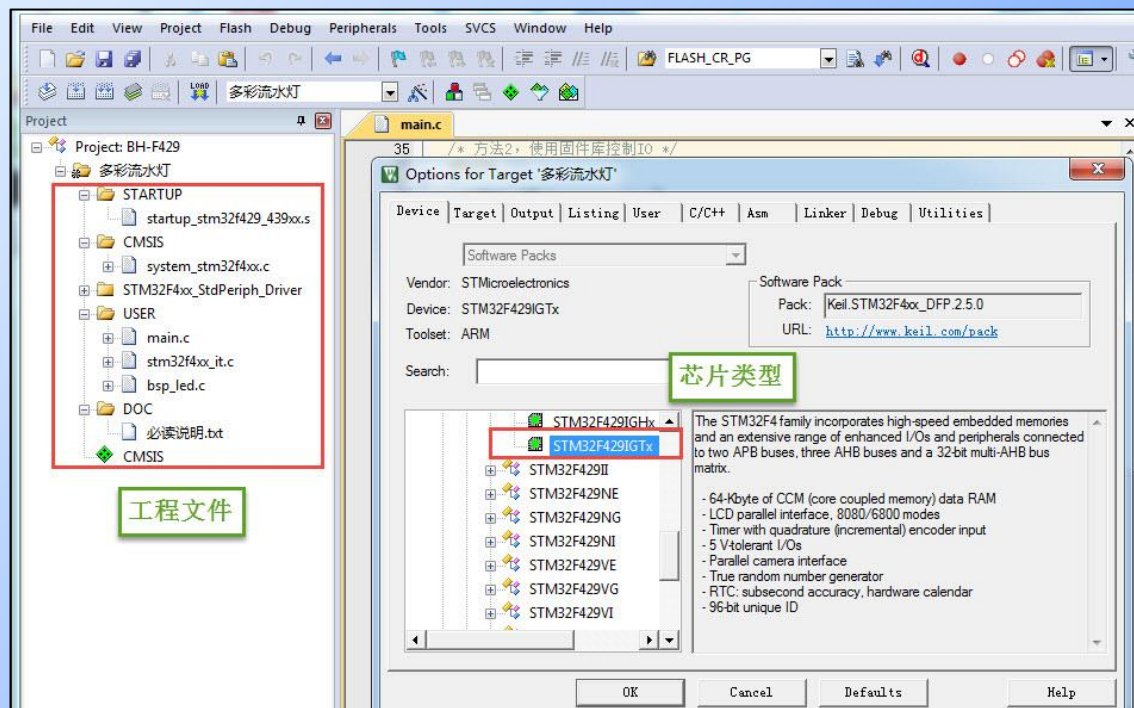 File Edit View Project Flash Debug Peripherals Tools SVCS Window Help
FLASH_CR_PG
LOAD 多彩流水灯
Project
main.c
Project: BH-F429
35 /* 方法2，使用固件库控制IO */
多彩流水灯
Options for Target '多彩流水灯'
STARTUP
startup_stm32f429_439xx.s
CMSIS
system_stm32f4xx.c
STM32F4xx_StdPeriph_Driver
USER
main.c
stm32f4xx_it.c
bsp_led.c
DOC
必读说明.txt
CMSIS
工程文件
Device Target Output Listing User C/C++ Asm Linker Debug Utilities
Software Packs
Vendor: STMicroelectronics
Device: STM32F429IGTx
Toolset: ARM
Software Pack
Pack: Keil.STM32F4xx_DFP.2.5.0
URL: http://www.keil.com/pack
Search:
芯片类型
STM32F429IGHx
STM32F429IGTx
STM32F429II
STM32F429NE
STM32F429NG
STM32F429NI
STM32F429VE
STM32F429VG
STM32F429VI
The STM32F4 family incorporates high-speed embedded memories
and an extensive range of enhanced I/Os and peripherals connected
to two APB buses, three AHB buses and a 32-bit multi-AHB bus
matrix.
- 64-Kbyte of CCM (core coupled memory) data RAM
- LCD parallel interface, 8080/6800 modes
- Timer with quadrature (incremental) encoder input
- 5 V-tolerant I/Os
- Parallel camera interface
- True random number generator
- RTC: subsecond accuracy, hardware calendar
- 96-bit unique ID
OK Cancel Defaults Help